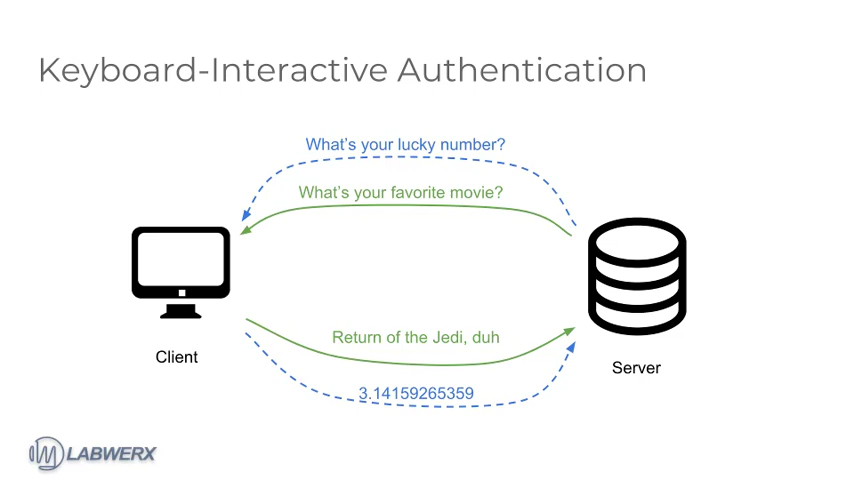 Keyboard-Interactive Authentication
What's your lucky number?
What's your favorite movie?
Return of the Jedi, duh
Client
Server
3.14159265359
LABWERX